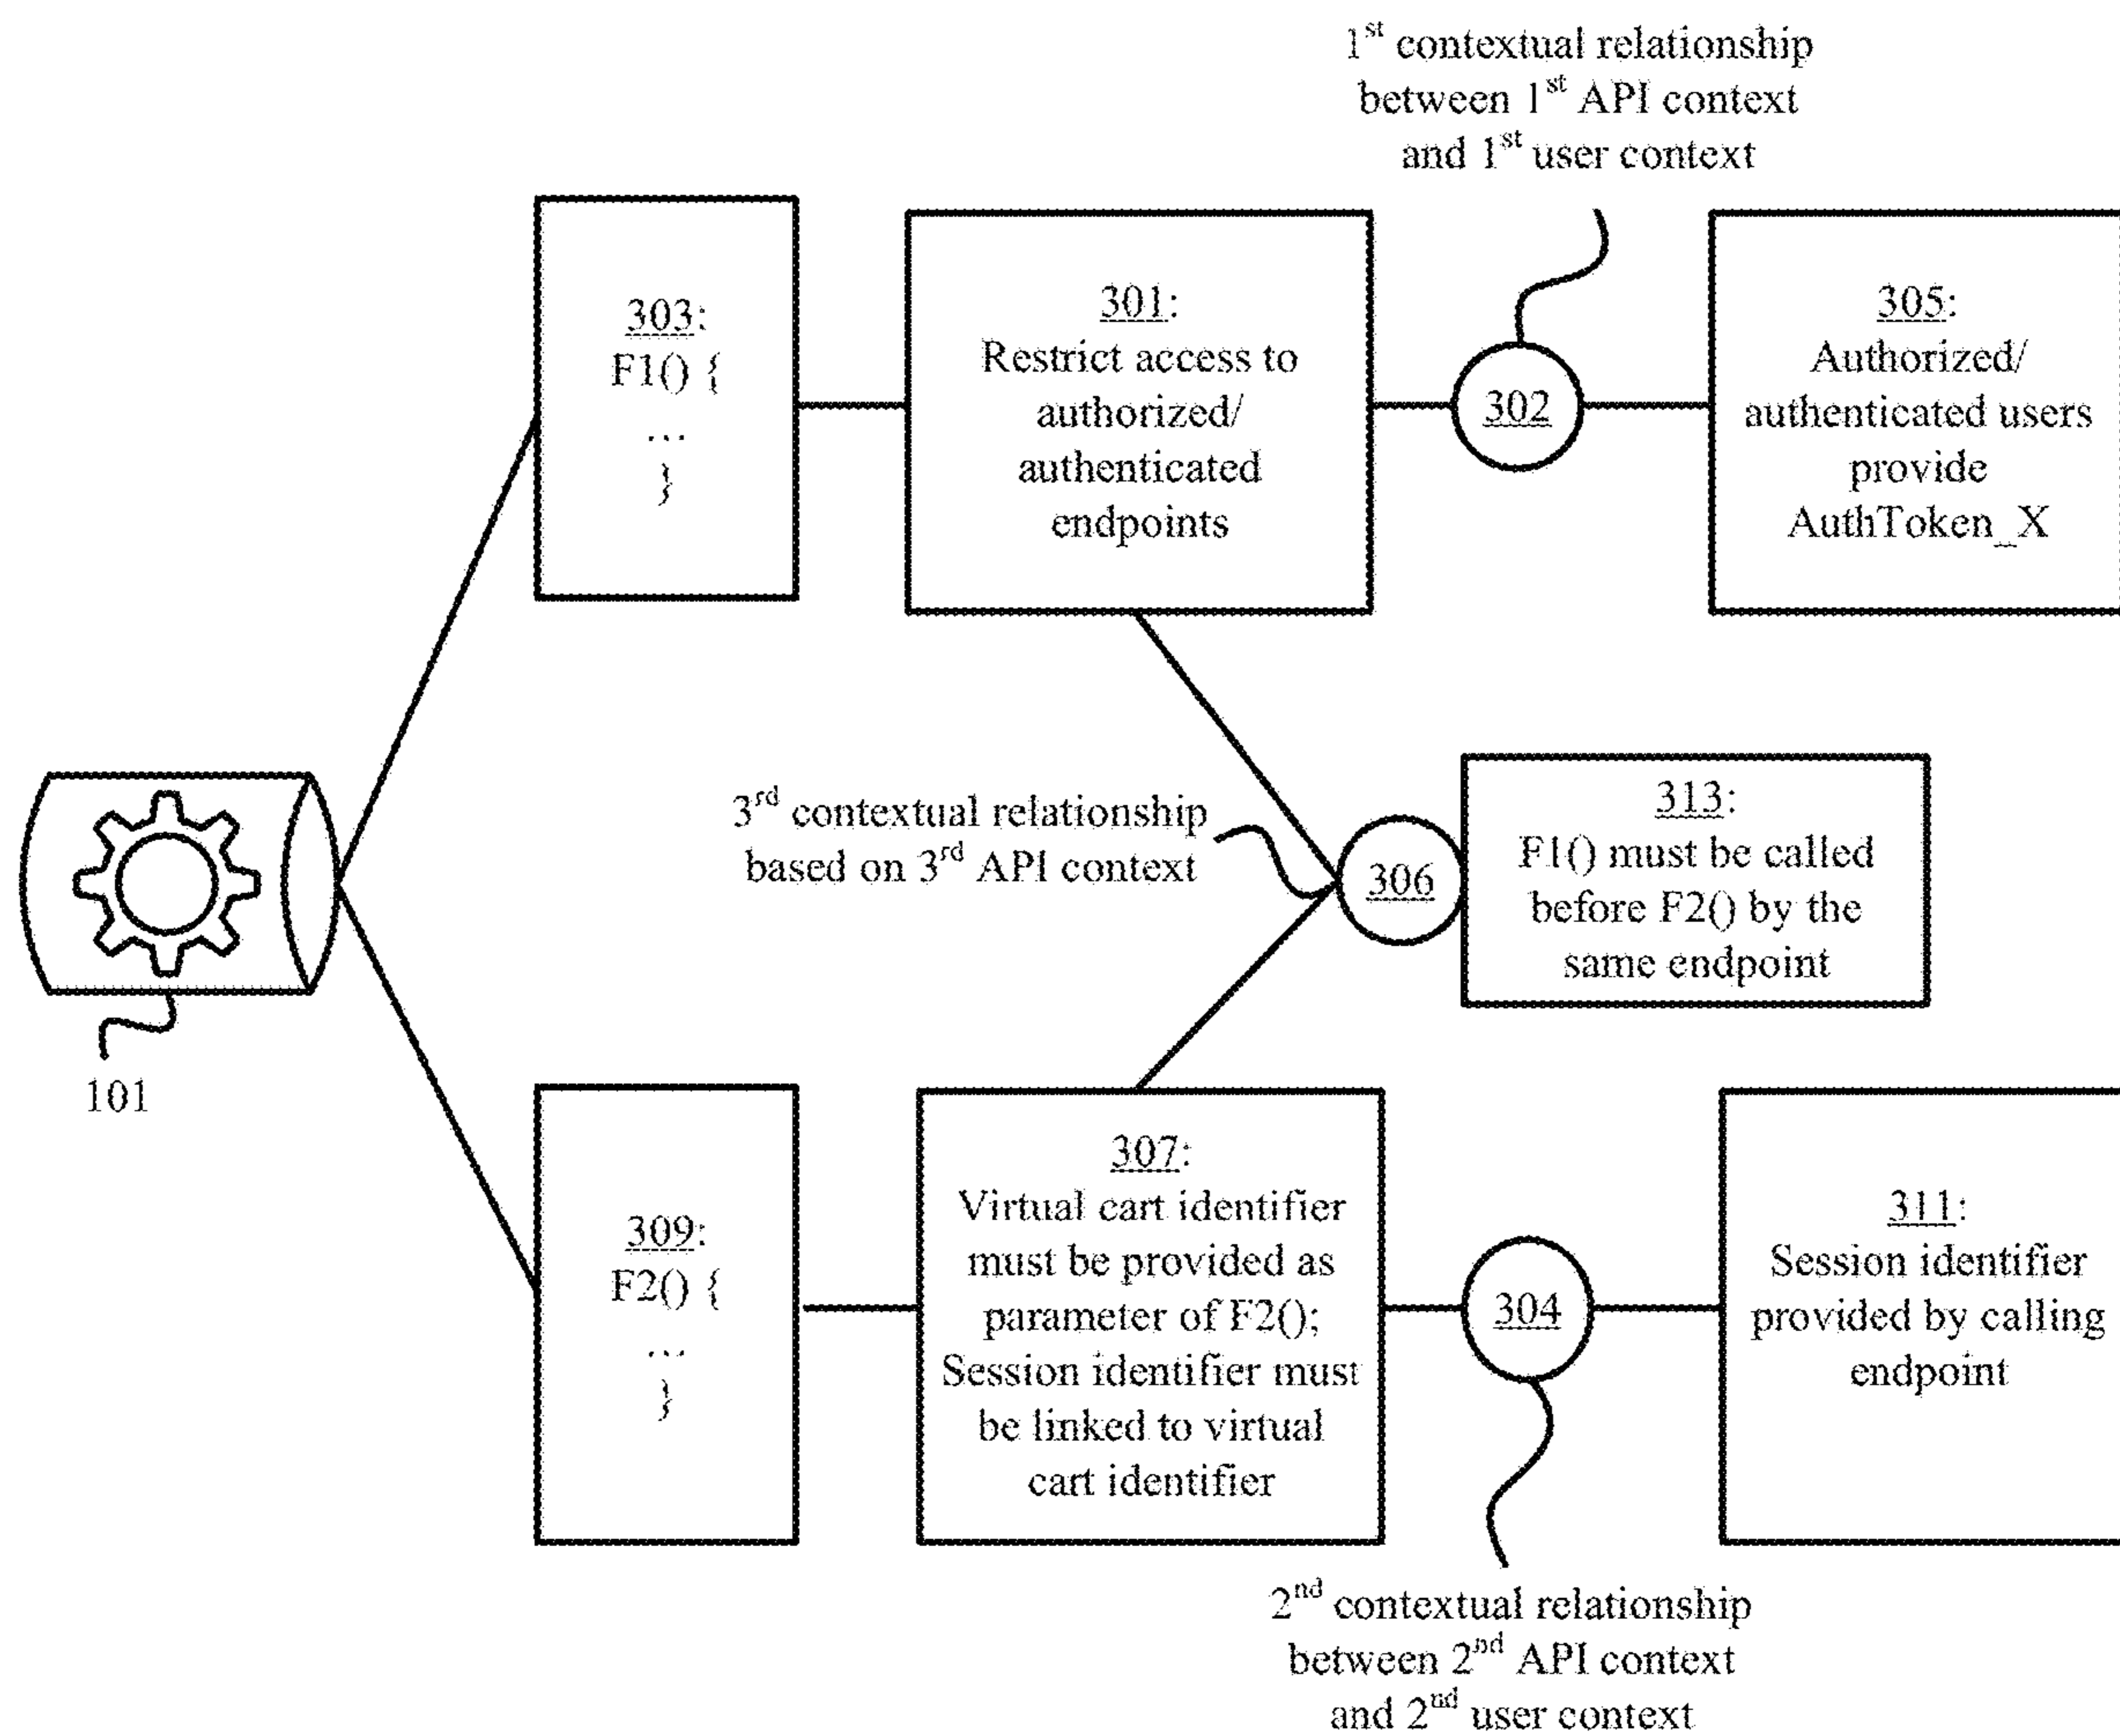 1st contextual relationship
between 1st API context
and 1st user context
303:
F1() {
...
}
301:
Restrict access to
authorized/
authenticated
endpoints
302
305:
Authorized/
authenticated users
provide
AuthToken_X
3rd contextual relationship
based on 3rd API context
306
313:
F1() must be called
before F2() by the
same endpoint
101
309:
F2() {
...
}
307:
Virtual cart identifier
must be provided as
parameter of F2();
Session identifier must
be linked to virtual
cart identifier
304
311:
Session identifier
provided by calling
endpoint
2nd contextual relationship
between 2nd API context
and 2nd user context